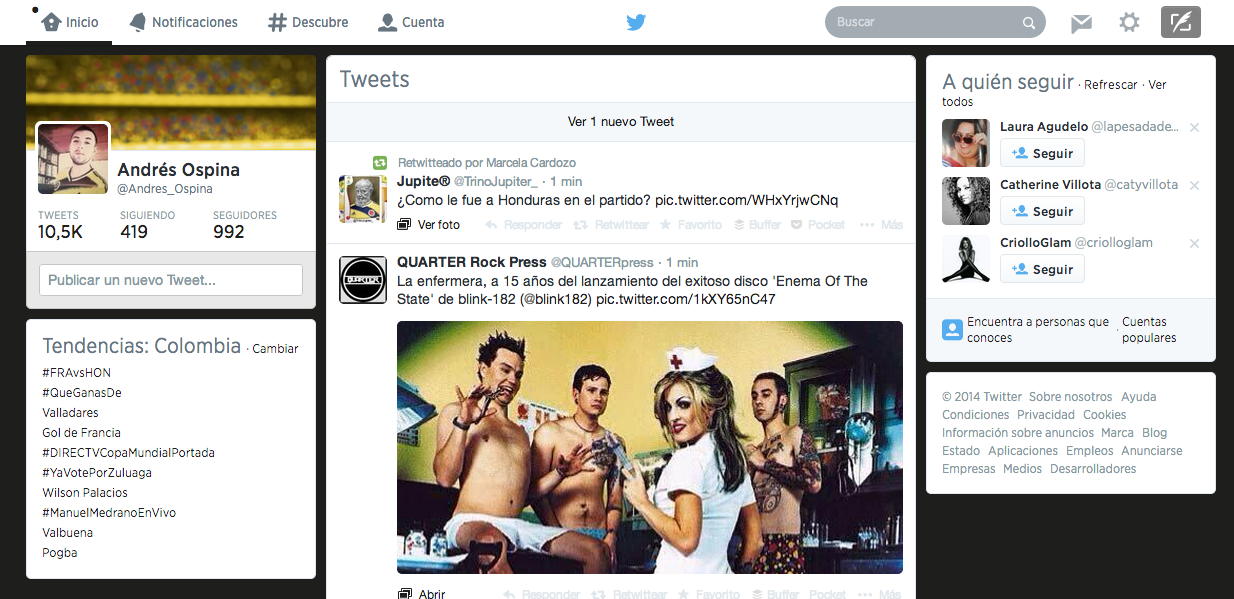 Inicio
Notificaciones
Descubre
Cuenta
Buscar
Andrés Ospina
@Andres_Ospina
TWEETS SIGUIENDO SEGUIDORES
10,5K 419 992
Publicar un nuevo Tweet...
Tendencias: Colombia · Cambiar
#FRAvsHON
#QueGanasDe
Valladares
Gol de Francia
#DIRECTVCopaMundialPortada
#YaVotePorZuluaga
Wilson Palacios
#ManuelMedranoEnVivo
Valbuena
Pogba
Tweets
Ver 1 nuevo Tweet
Retwitteado por Marcela Cardozo
Jupite® @TrinoJupiter_ · 1 min
¿Como le fue a Honduras en el partido? pic.twitter.com/WHxYrjwCNq
Ver foto Responder Retwittear Favorito Buffer Pocket ··· Más
QUARTER
QUARTER Rock Press @QUARTERpress · 1 min
La enfermera, a 15 años del lanzamiento del exitoso disco 'Enema Of The
State' de blink-182 (@blink182) pic.twitter.com/1kXY65nC47
Abrir Responder Retwittear Favorito Buffer Pocket ··· Más
A quién seguir · Refrescar · Ver
todos
Laura Agudelo @lapesadade...
Seguir
Catherine Villota @catyvillota
Seguir
CriolloGlam @criolloglam
Seguir
Encuentra a personas que · Cuentas
conoces populares
© 2014 Twitter Sobre nosotros Ayuda
Condiciones Privacidad Cookies
Información sobre anuncios Marca Blog
Estado Aplicaciones Empleos Anunciarse
Empresas Medios Desarrolladores